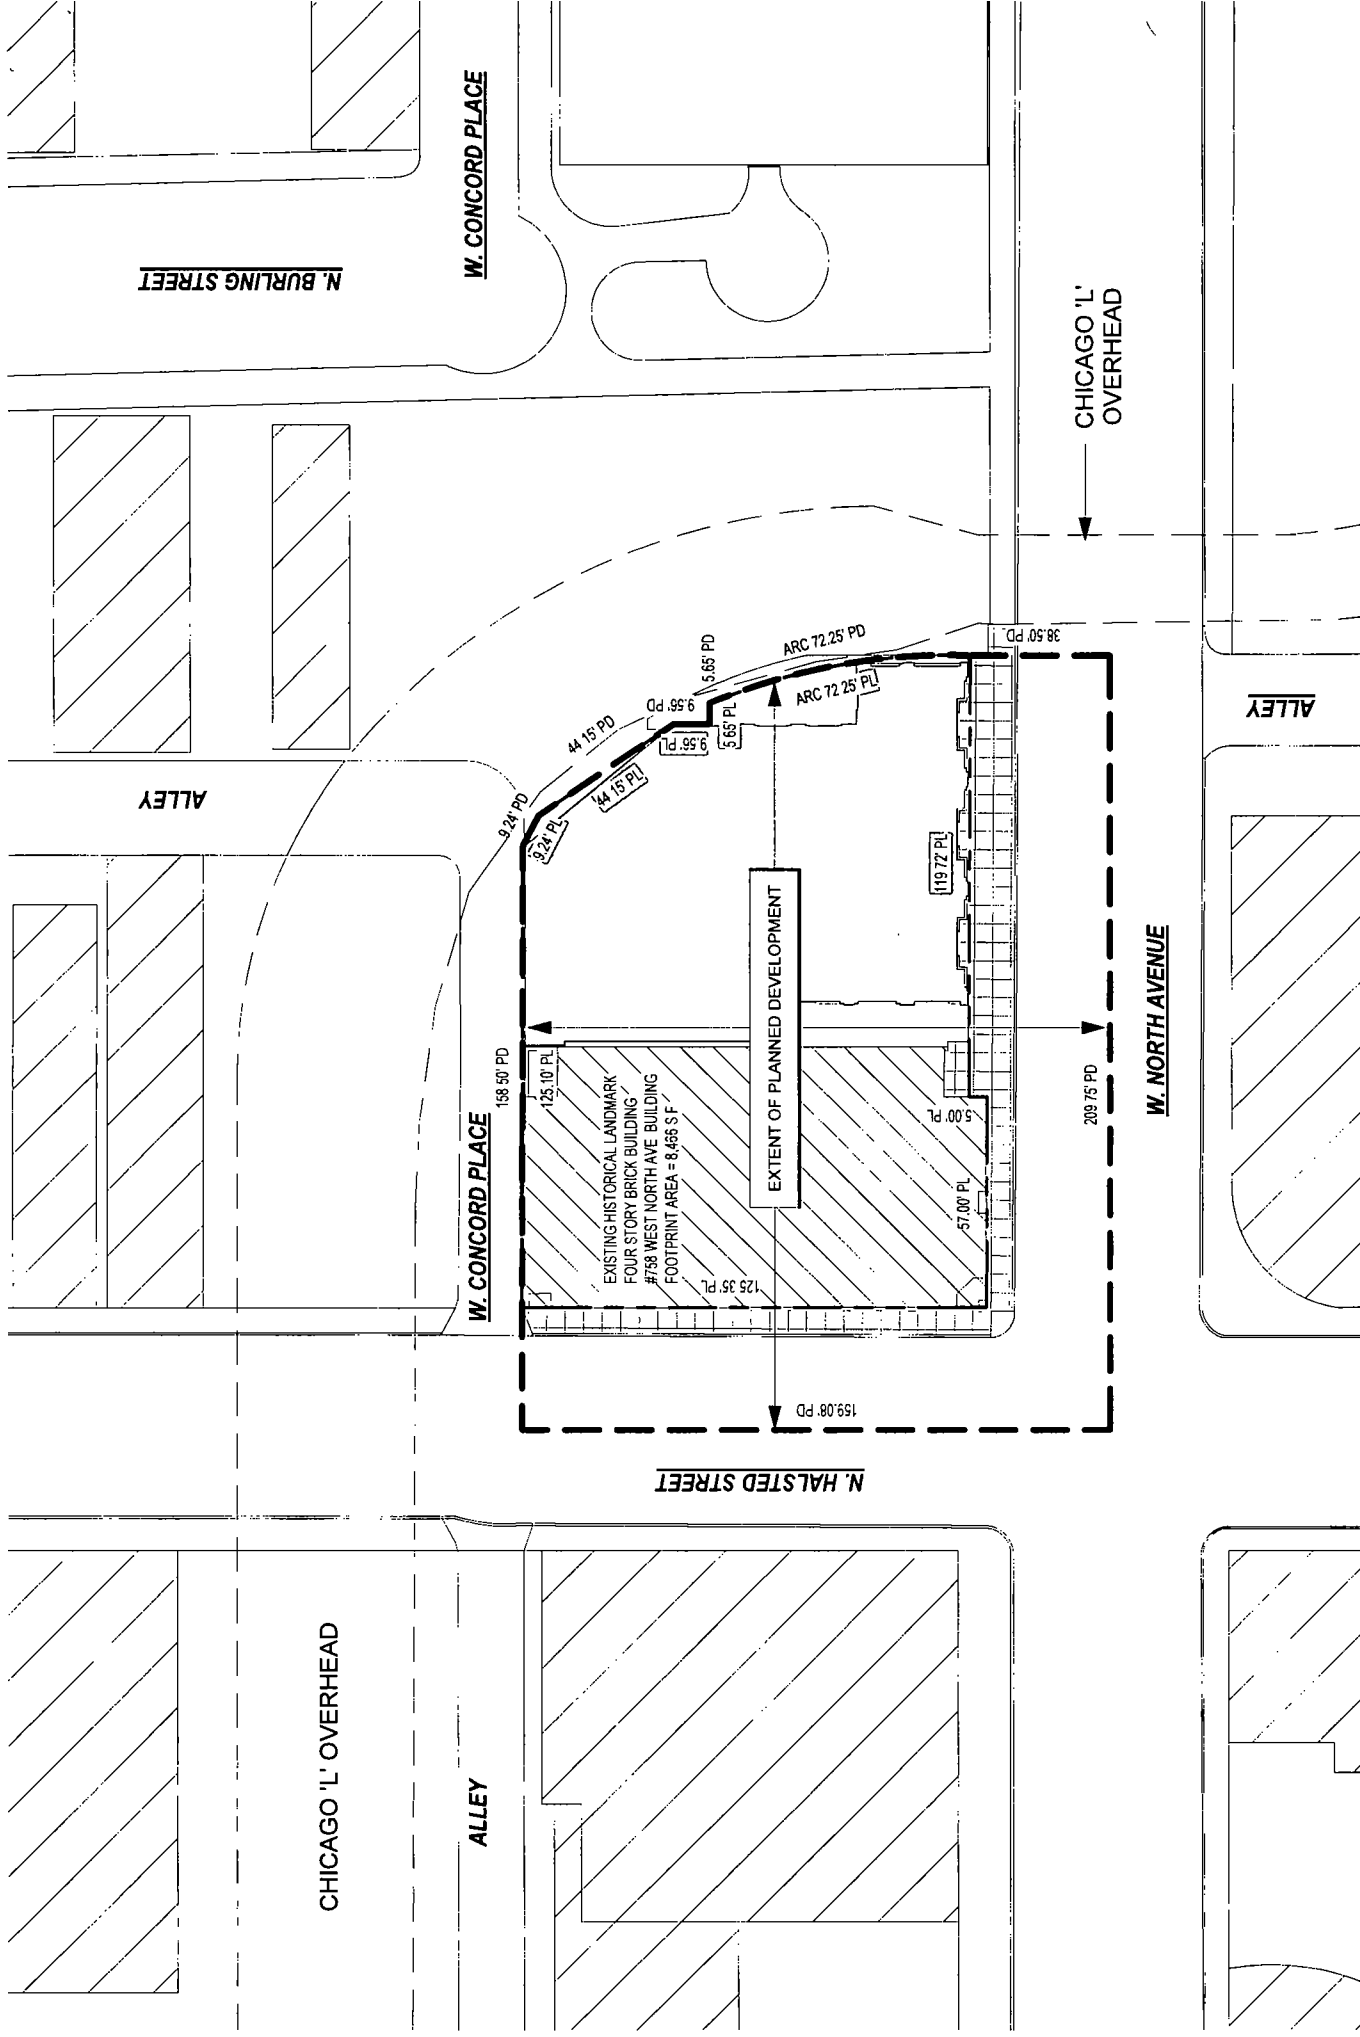 CHICAGO 'L' OVERHEAD
ALLEY
N. HALSTED STREET
W. CONCORD PLACE
ALLEY
N. BURLING STREET
W. CONCORD PLACE
158 50' PD
125.10' PL
9.24' PD
9.24' PL
44 15' PD
44 15' PL
9.56' PD
9.56' PL
5.65' PD
5.65' PL
ARC 72.25' PD
ARC 72 25' PL
38.50' PD
EXISTING HISTORICAL LANDMARK
FOUR STORY BRICK BUILDING
#758 WEST NORTH AVE BUILDING
FOOTPRINT AREA = 8,466 S F
125 35' PL
EXTENT OF PLANNED DEVELOPMENT
159.08' PD
57.00' PL
5.00' PL
119 72' PL
209 75' PD
W. NORTH AVENUE
CHICAGO 'L'
OVERHEAD
ALLEY